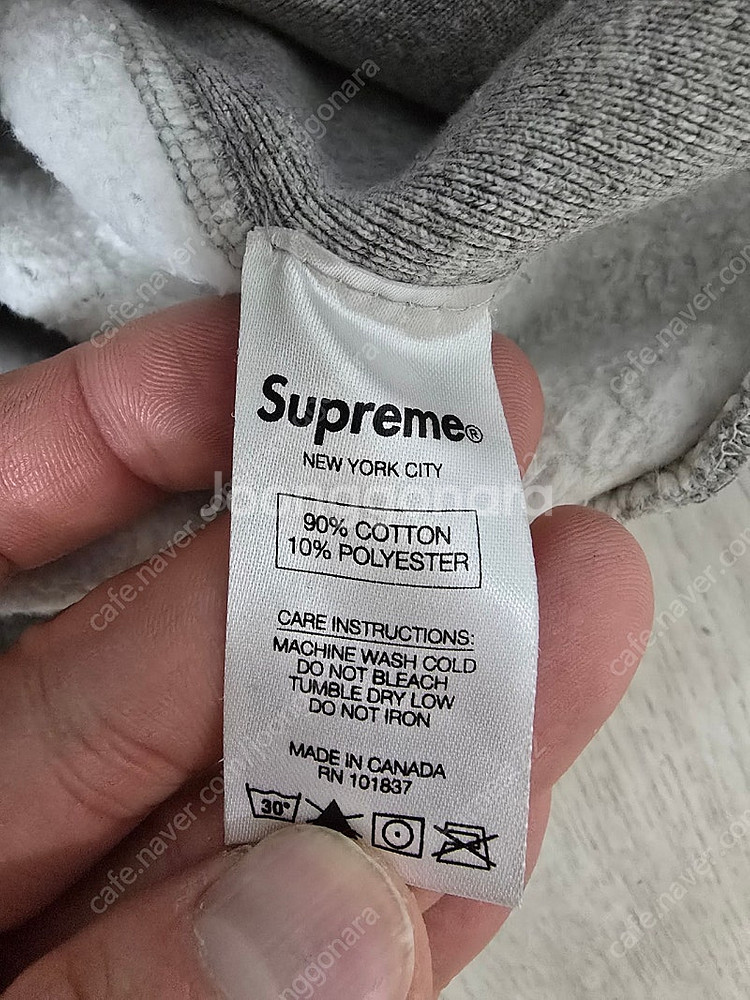 Supreme®
NEW YORK CITY
Joonggonara
90% COTTON
10% POLYESTER
CARE INSTRUCTIONS:
MACHINE WASH COLD
DO NOT BLEACH
TUMBLE DRY LOW
DO NOT IRON
MADE IN CANADA
RN 101837
30°